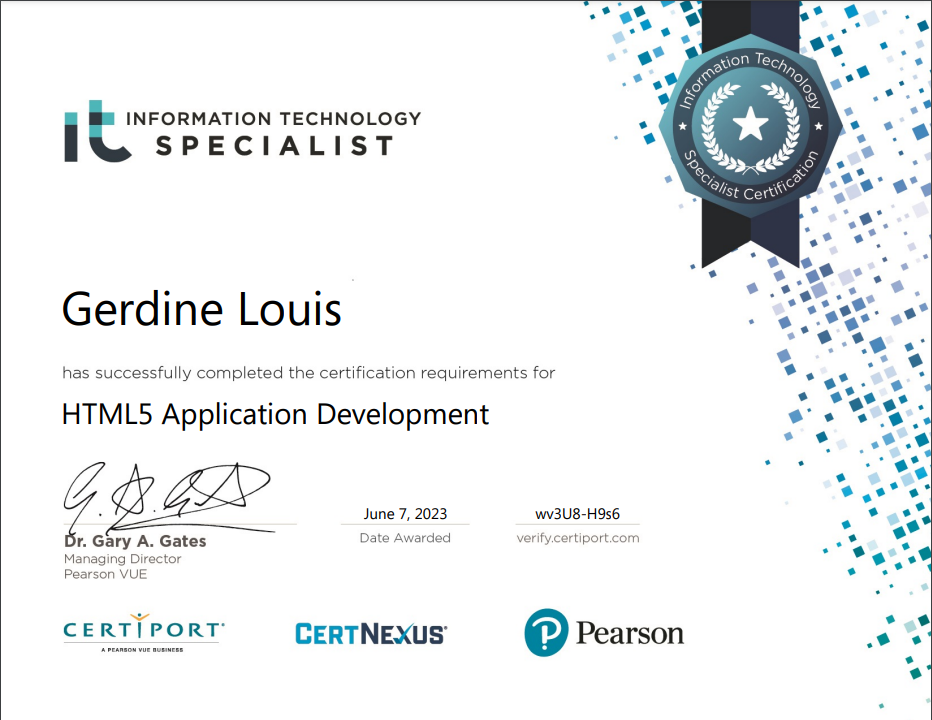 it INFORMATION TECHNOLOGY
SPECIALIST
Information Technology
Specialist Certification
Gerdine Louis
has successfully completed the certification requirements for
HTML5 Application Development
June 7, 2023
wv3U8-H9s6
Dr. Gary A. Gates
Date Awarded
verify.certiport.com
Managing Director
Pearson VUE
CERTIPORT
A PEARSON VUE BUSINESS
CERTNEXUS
P Pearson